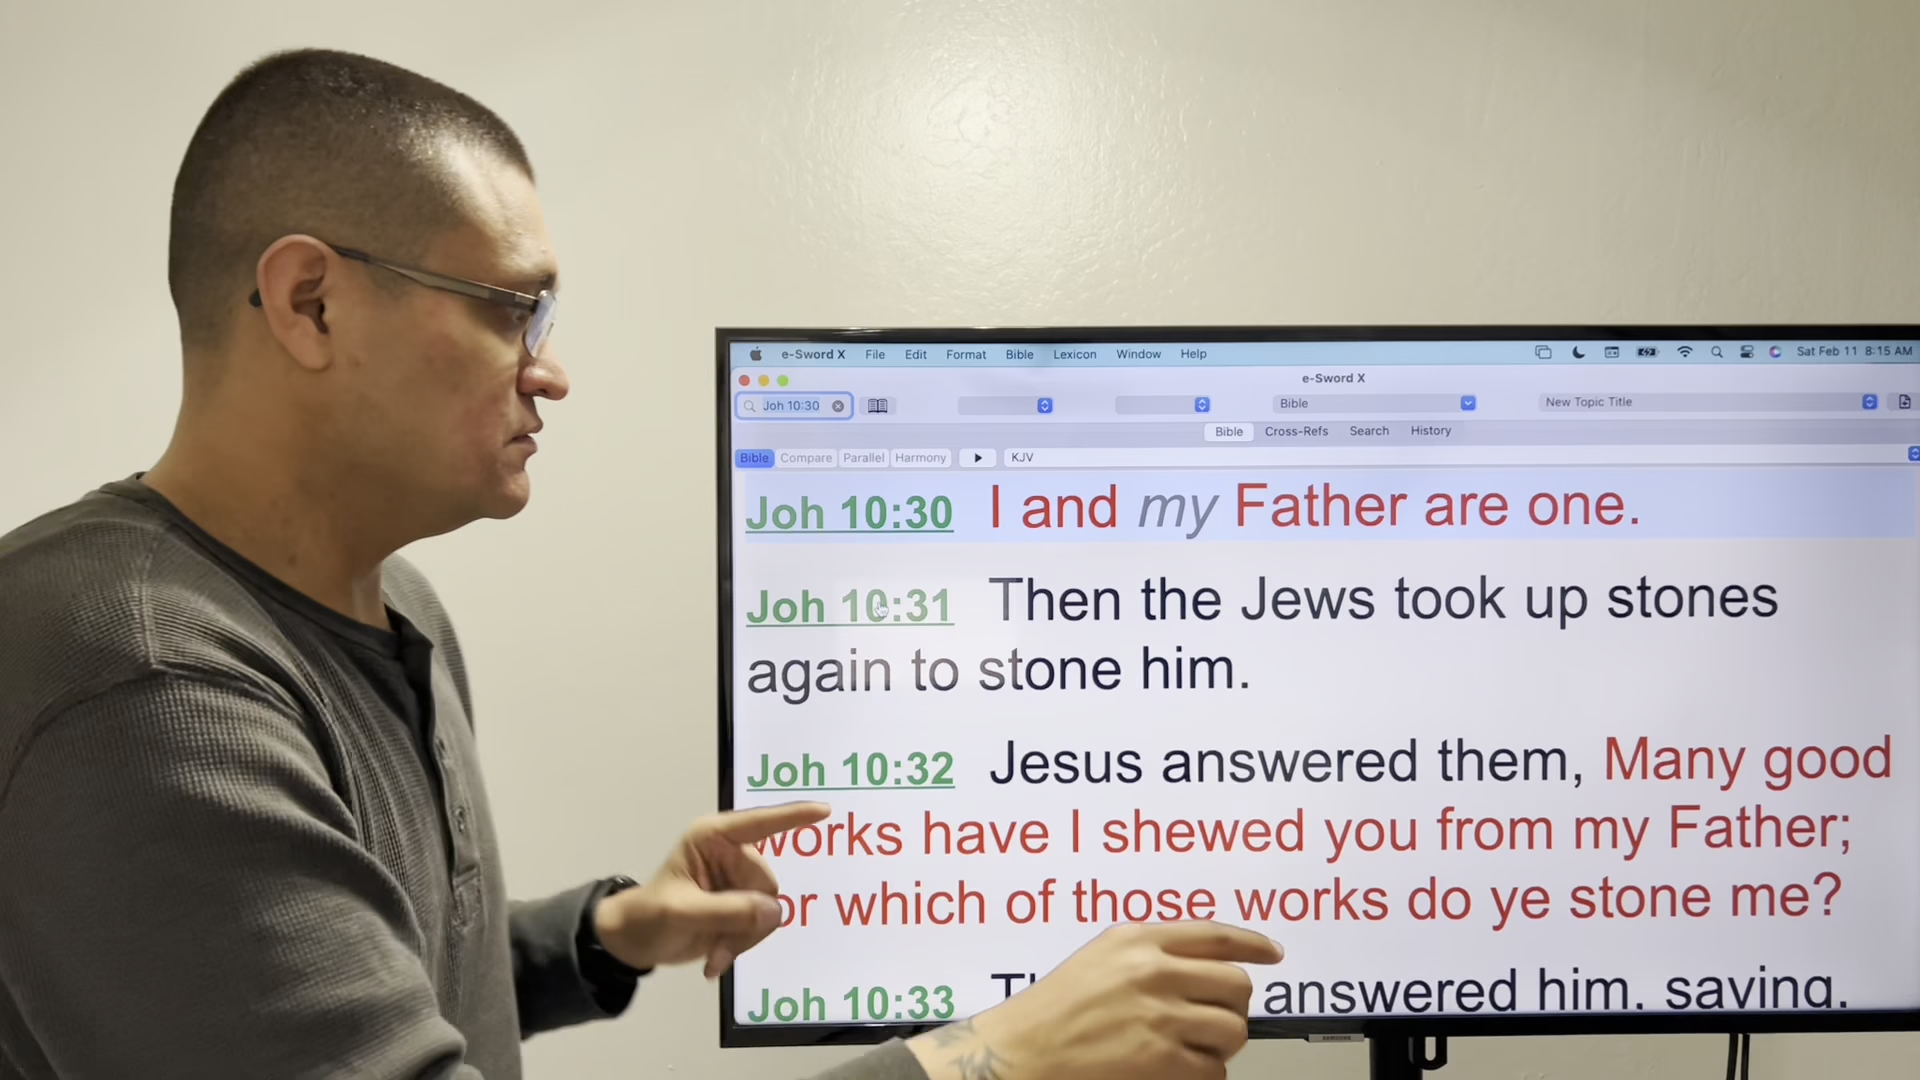 e-Sword X File Edit Format Bible Lexicon Window Help Sat Feb 11 8:15 AM
e-Sword X
Joh 10:30 Bible New Topic Title
Bible Cross-Refs Search History
Bible Compare Parallel Harmony KJV
Joh 10:30 I and my Father are one.
Joh 10:31 Then the Jews took up stones
again to stone him.
Joh 10:32 Jesus answered them, Many good
works have I shewed you from my Father;
or which of those works do ye stone me?
Joh 10:33 answered him, saying,
SAMSUNG